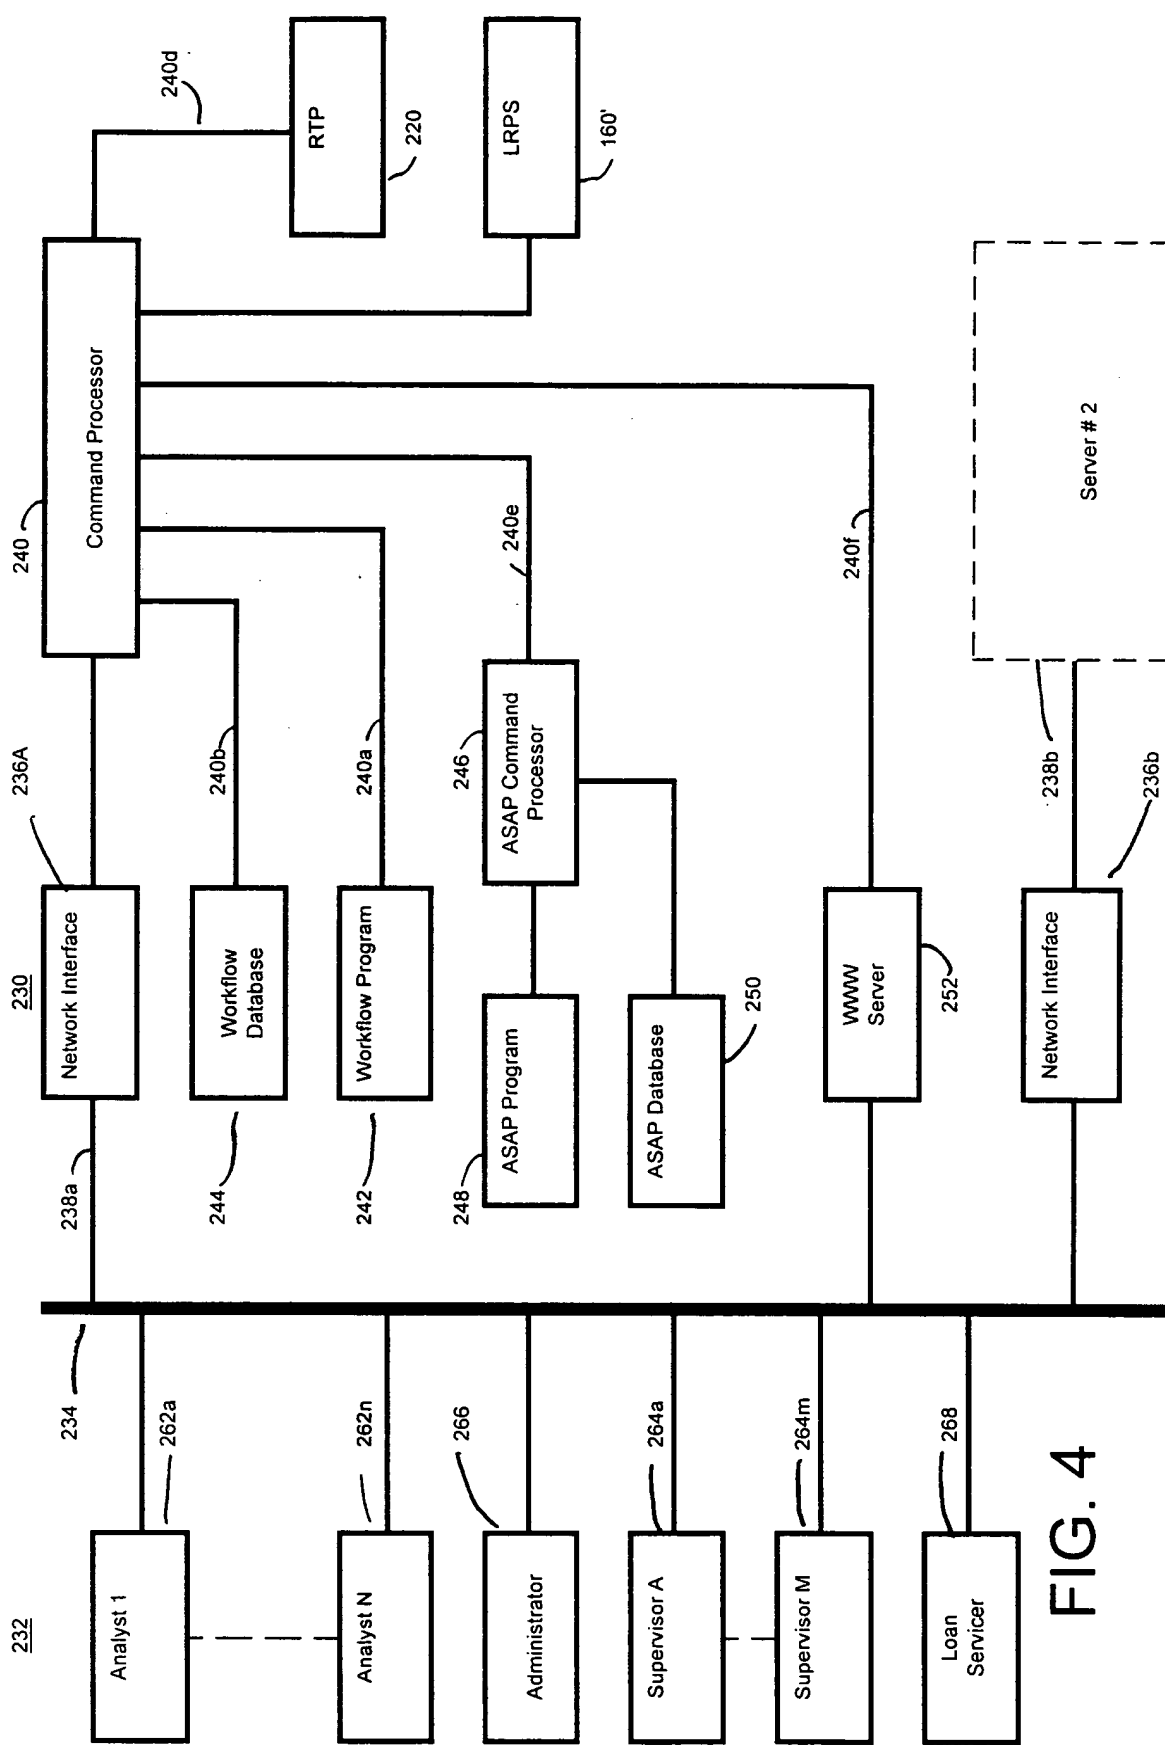 232
Analyst 1
262a
Analyst N
262n
Administrator
266
Supervisor A
264a
Supervisor M
264m
Loan
Servicer
268
234
230
238a
Network Interface
236A
244
Workflow
Database
240b
242
Workflow Program
240a
248
ASAP Program
ASAP Database
250
246
ASAP Command
Processor
240e
WWW
Server
252
240f
Network Interface
236b
238b
Server # 2
240
Command Processor
240d
RTP
220
LRPS
160'
FIG. 4